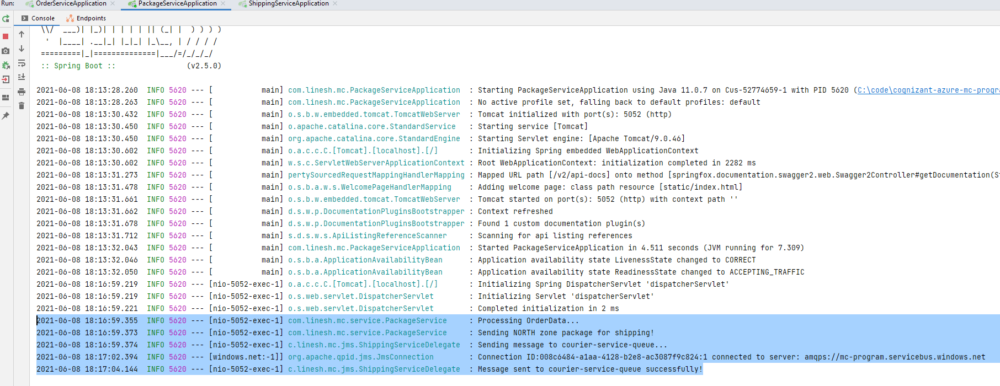 Run: OrderServiceApplication × PackageServiceApplication × ShippingServiceApplication ×
Console Endpoints
\\/  ___)| |_)| | | | | || (_| |  ) ) ) )
'  |____| .__|_| |_|_| |_\__, | / / / /
=========|_|==============|___/=/_/_/_/
:: Spring Boot ::                (v2.5.0)
2021-06-08 18:13:28.260  INFO 5620 --- [           main] com.linesh.mc.PackageServiceApplication  : Starting PackageServiceApplication using Java 11.0.7 on Cus-52774659-1 with PID 5620 (C:\code\cognizant-azure-mc-progra
2021-06-08 18:13:28.263  INFO 5620 --- [           main] com.linesh.mc.PackageServiceApplication  : No active profile set, falling back to default profiles: default
2021-06-08 18:13:30.432  INFO 5620 --- [           main] o.s.b.w.embedded.tomcat.TomcatWebServer  : Tomcat initialized with port(s): 5052 (http)
2021-06-08 18:13:30.450  INFO 5620 --- [           main] o.apache.catalina.core.StandardService   : Starting service [Tomcat]
2021-06-08 18:13:30.450  INFO 5620 --- [           main] org.apache.catalina.core.StandardEngine  : Starting Servlet engine: [Apache Tomcat/9.0.46]
2021-06-08 18:13:30.602  INFO 5620 --- [           main] o.a.c.c.C.[Tomcat].[localhost].[/]       : Initializing Spring embedded WebApplicationContext
2021-06-08 18:13:30.602  INFO 5620 --- [           main] w.s.c.ServletWebServerApplicationContext : Root WebApplicationContext: initialization completed in 2282 ms
2021-06-08 18:13:31.273  INFO 5620 --- [           main] pertySourcedRequestMappingHandlerMapping : Mapped URL path [/v2/api-docs] onto method [springfox.documentation.swagger2.web.Swagger2Controller#getDocumentation(St
2021-06-08 18:13:31.478  INFO 5620 --- [           main] o.s.b.a.w.s.WelcomePageHandlerMapping    : Adding welcome page: class path resource [static/index.html]
2021-06-08 18:13:31.661  INFO 5620 --- [           main] o.s.b.w.embedded.tomcat.TomcatWebServer  : Tomcat started on port(s): 5052 (http) with context path ''
2021-06-08 18:13:31.662  INFO 5620 --- [           main] d.s.w.p.DocumentationPluginsBootstrapper : Context refreshed
2021-06-08 18:13:31.678  INFO 5620 --- [           main] d.s.w.p.DocumentationPluginsBootstrapper : Found 1 custom documentation plugin(s)
2021-06-08 18:13:31.712  INFO 5620 --- [           main] s.d.s.w.s.ApiListingReferenceScanner     : Scanning for api listing references
2021-06-08 18:13:32.043  INFO 5620 --- [           main] com.linesh.mc.PackageServiceApplication  : Started PackageServiceApplication in 4.511 seconds (JVM running for 7.309)
2021-06-08 18:13:32.046  INFO 5620 --- [           main] o.s.b.a.ApplicationAvailabilityBean      : Application availability state LivenessState changed to CORRECT
2021-06-08 18:13:32.050  INFO 5620 --- [           main] o.s.b.a.ApplicationAvailabilityBean      : Application availability state ReadinessState changed to ACCEPTING_TRAFFIC
2021-06-08 18:16:59.219  INFO 5620 --- [nio-5052-exec-1] o.a.c.c.C.[Tomcat].[localhost].[/]       : Initializing Spring DispatcherServlet 'dispatcherServlet'
2021-06-08 18:16:59.219  INFO 5620 --- [nio-5052-exec-1] o.s.web.servlet.DispatcherServlet        : Initializing Servlet 'dispatcherServlet'
2021-06-08 18:16:59.221  INFO 5620 --- [nio-5052-exec-1] o.s.web.servlet.DispatcherServlet        : Completed initialization in 2 ms
2021-06-08 18:16:59.355  INFO 5620 --- [nio-5052-exec-1] com.linesh.mc.service.PackageService     : Processing OrderData...
2021-06-08 18:16:59.373  INFO 5620 --- [nio-5052-exec-1] com.linesh.mc.service.PackageService     : Sending NORTH zone package for shipping!
2021-06-08 18:16:59.374  INFO 5620 --- [nio-5052-exec-1] c.linesh.mc.jms.ShippingServiceDelegate  : Sending message to courier-service-queue...
2021-06-08 18:17:02.394  INFO 5620 --- [windows.net:-1]] org.apache.qpid.jms.JmsConnection        : Connection ID:008c6484-a1aa-4128-b2e8-ac3087f9c824:1 connected to server: amqps://mc-program.servicebus.windows.net
2021-06-08 18:17:04.144  INFO 5620 --- [nio-5052-exec-1] c.linesh.mc.jms.ShippingServiceDelegate  : Message sent to courier-service-queue successfully!